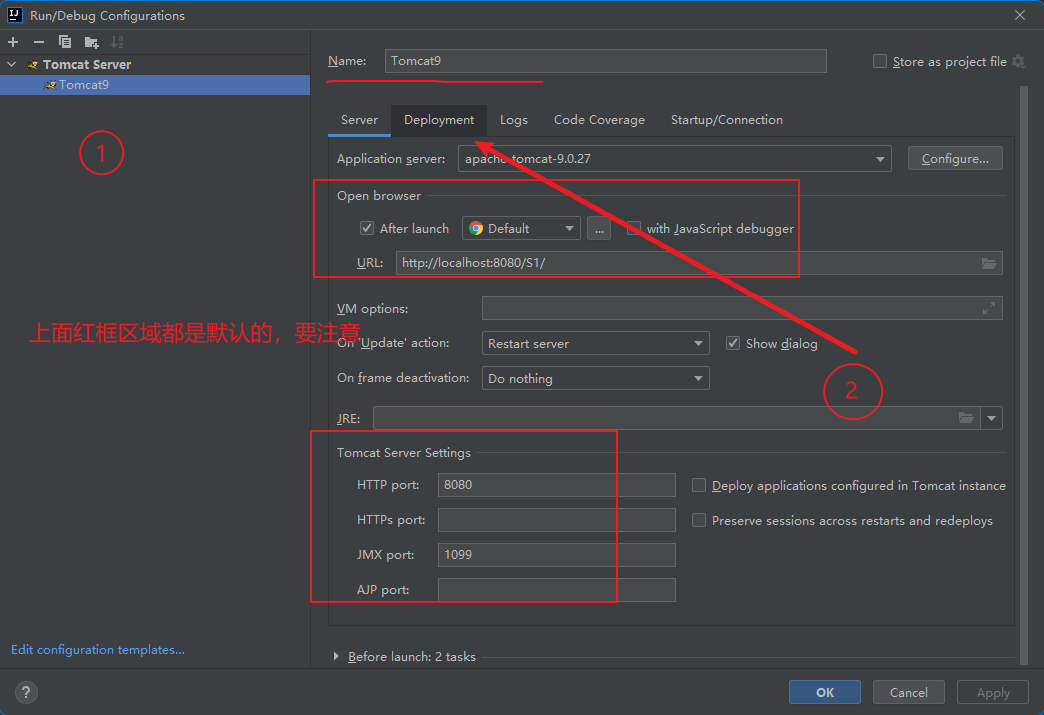 Run/Debug Configurations
Tomcat Server
Tomcat9
1
上面红框区域都是默认的，要注意
Edit configuration templates...
?
Name: Tomcat9 Store as project file
Server Deployment Logs Code Coverage Startup/Connection
Application server: apache-tomcat-9.0.27 Configure...
Open browser
After launch Default ... with JavaScript debugger
URL: http://localhost:8080/S1/
VM options:
On 'Update' action: Restart server Show dialog
On frame deactivation: Do nothing
2
JRE:
Tomcat Server Settings
HTTP port: 8080 Deploy applications configured in Tomcat instance
HTTPs port: Preserve sessions across restarts and redeploys
JMX port: 1099
AJP port:
Before launch: 2 tasks
OK Cancel Apply